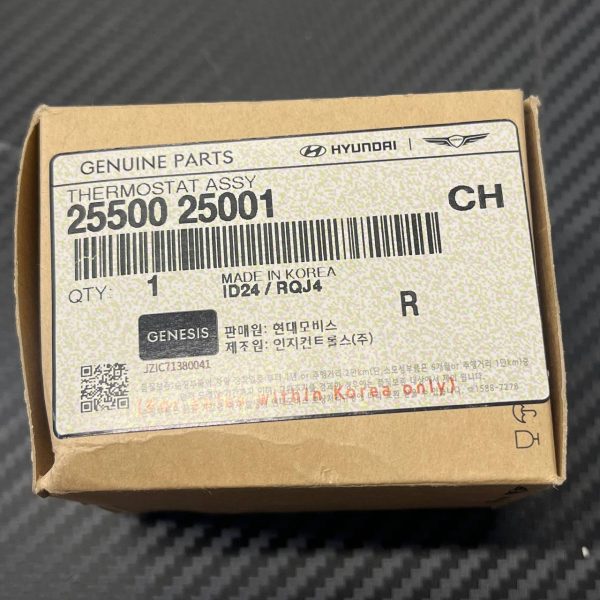 GENUINE PARTS
HYUNDAI
THERMOSTAT ASSY
25500 25001
CH
QTY: 1
MADE IN KOREA
ID24 / RQJ4
R
GENESIS
판매원: 현대모비스
제조원: 인지컨트롤스(주)
JZIC71380041
within Korea only)
1588-7278